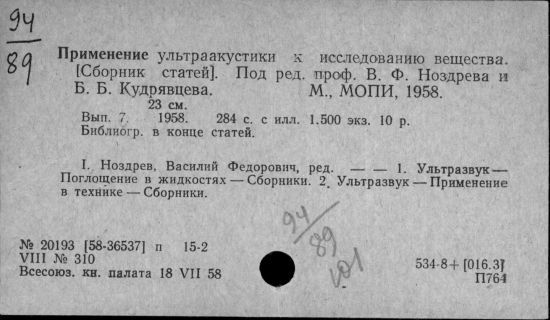 94
89
Применение ультраакустики к исследованию вещества.
[Сборник статей]. Под ред. проф. В. Ф. Ноздрева и
Б. Б. Кудрявцева. М., МОПИ, 1958.
23 см.
Вып. 7. 1958. 284 с. с илл. 1.500 экз. 10 р.
Библиогр. в конце статей.
I. Ноздрев, Василий Федорович, ред. — — 1. Ультразвук —
Поглощение в жидкостях — Сборники. 2. Ультразвук — Применение
в технике — Сборники.
94
89
№ 20193 [58-36537] п 15-2
VIII № 310
Всесоюз. кн. палата 18 VII 58
534-8+[016.3]
П764